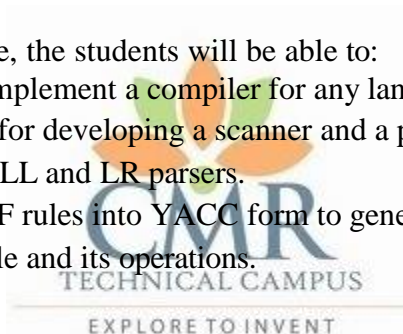 e, the students will be able to:
mplement a compiler for any lan
for developing a scanner and a p
LL and LR parsers.
F rules into YACC form to gene
le and its operations.
CMR
TECHNICAL CAMPUS
EXPLORE TO INVENT